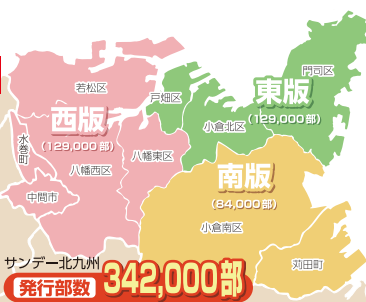 門司区
若松区
戸畑区
東版
(129,000部)
西版
(129,000部)
小倉北区
水巻町
八幡東区
八幡西区
南版
(84,000部)
中間市
小倉南区
サンデー北九州
苅田町
発行部数
342,000部